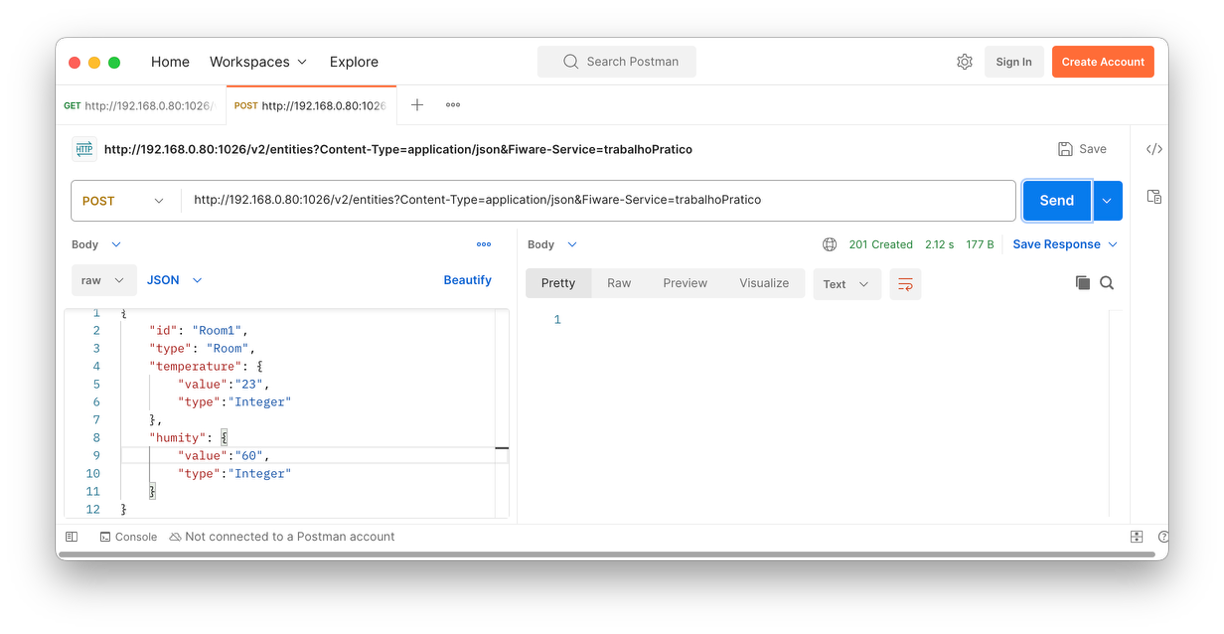 Home Workspaces Explore Search Postman Sign In Create Account
GET http://192.168.0.80:1026/ POST http://192.168.0.80:1026
HTTP http://192.168.0.80:1026/v2/entities?Content-Type=application/json&Fiware-Service=trabalhoPratico Save
POST http://192.168.0.80:1026/v2/entities?Content-Type=application/json&Fiware-Service=trabalhoPratico Send
Body Body 201 Created 2.12 s 177 B Save Response
raw JSON Beautify Pretty Raw Preview Visualize Text
1 {
2 "id": "Room1",
3 "type": "Room",
4 "temperature": {
5 "value":"23",
6 "type":"Integer"
7 },
8 "humity": {
9 "value":"60",
10 "type":"Integer"
11 }
12 }
1
Console Not connected to a Postman account